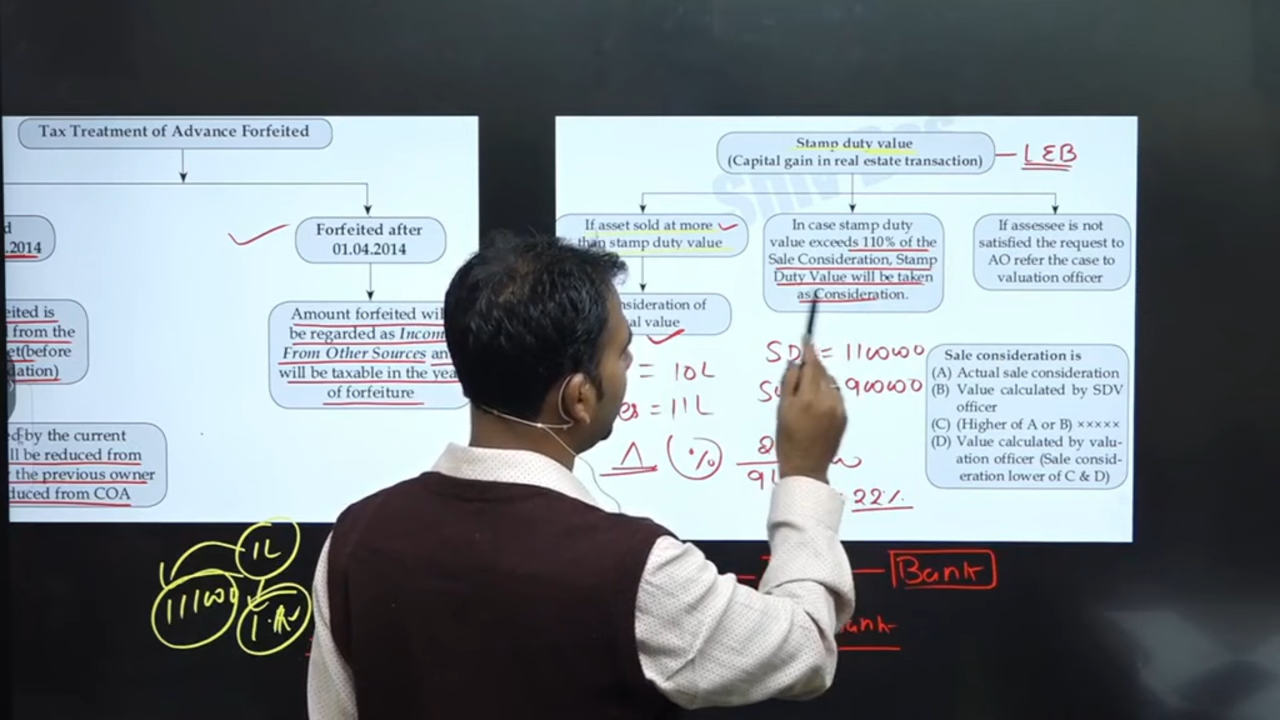 Tax Treatment of Advance Forfeited
.2014
Forfeited after
01.04.2014
eited is
from the
et(before
dation)
Amount forfeited wil
be regarded as Incom
From Other Sources an
will be taxable in the yea
of forfeiture
d by the current
ll be reduced from
the previous owner
duced from COA
1L
Stamp duty value
(Capital gain in real estate transaction)
L&B
If asset sold at more
than stamp duty value
nsideration of
al value
= 10L
= 11L
%
In case stamp duty
value exceeds 110% of the
Sale Consideration, Stamp
Duty Value will be taken
as Consideration.
= 1100000
900000
22%
If assessee is not
satisfied the request to
AO refer the case to
valuation officer
Sale consideration is
(A) Actual sale consideration
(B) Value calculated by SDV
officer
(C) (Higher of A or B) ×××××
(D) Value calculated by valu-
ation officer (Sale consid-
eration lower of C & D)
Bank